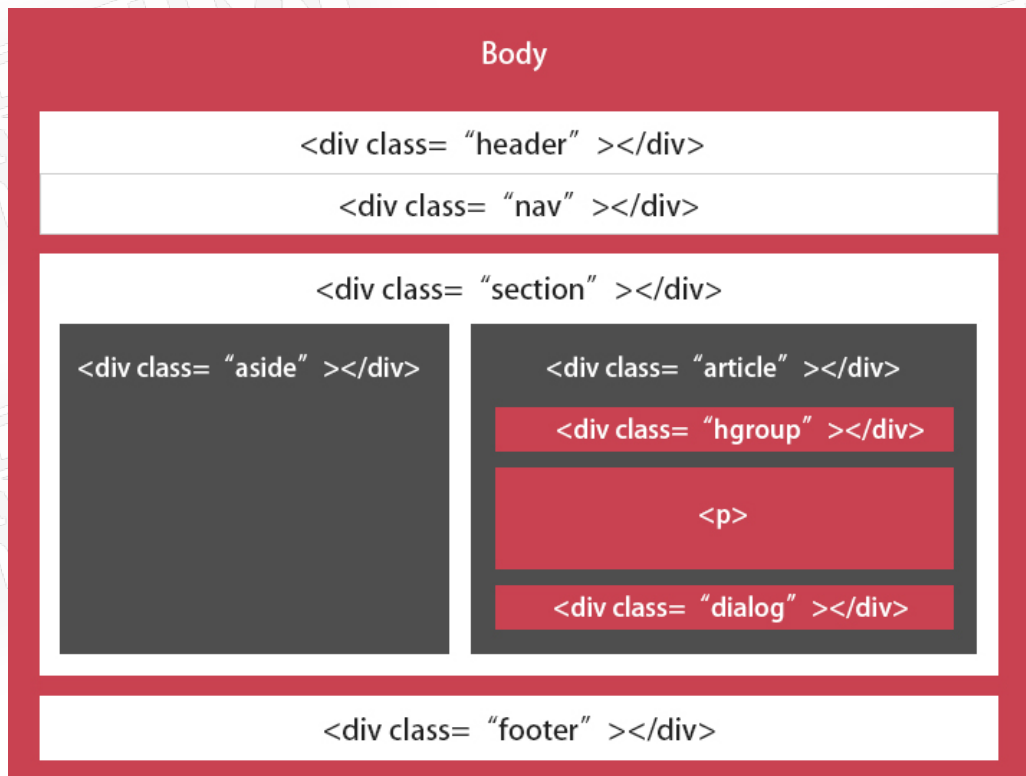 Body
<div class= “header” ></div>
<div class= “nav” ></div>
<div class= “section” ></div>
<div class= “aside” ></div>
<div class= “article” ></div>
<div class= “hgroup” ></div>
<p>
<div class= “dialog” ></div>
<div class= “footer” ></div>